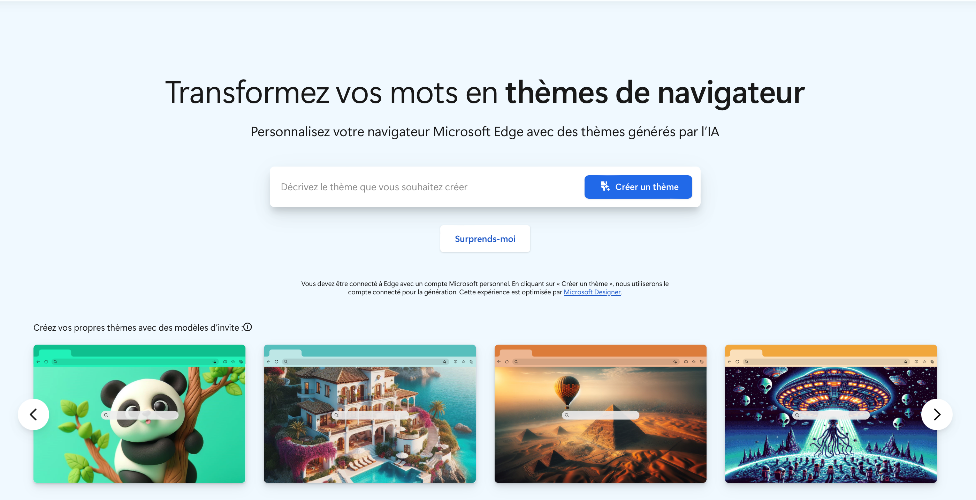 Transformez vos mots en thèmes de navigateur
Personnalisez votre navigateur Microsoft Edge avec des thèmes générés par l'IA
Décrivez le thème que vous souhaitez créer
Créer un thème
Surprends-moi
Vous devez être connecté à Edge avec un compte Microsoft personnel. En cliquant sur « Créer un thème », nous utiliserons le
compte connecté pour la génération. Cette expérience est optimisée par Microsoft Designer.
Créez vos propres thèmes avec des modèles d'invite :